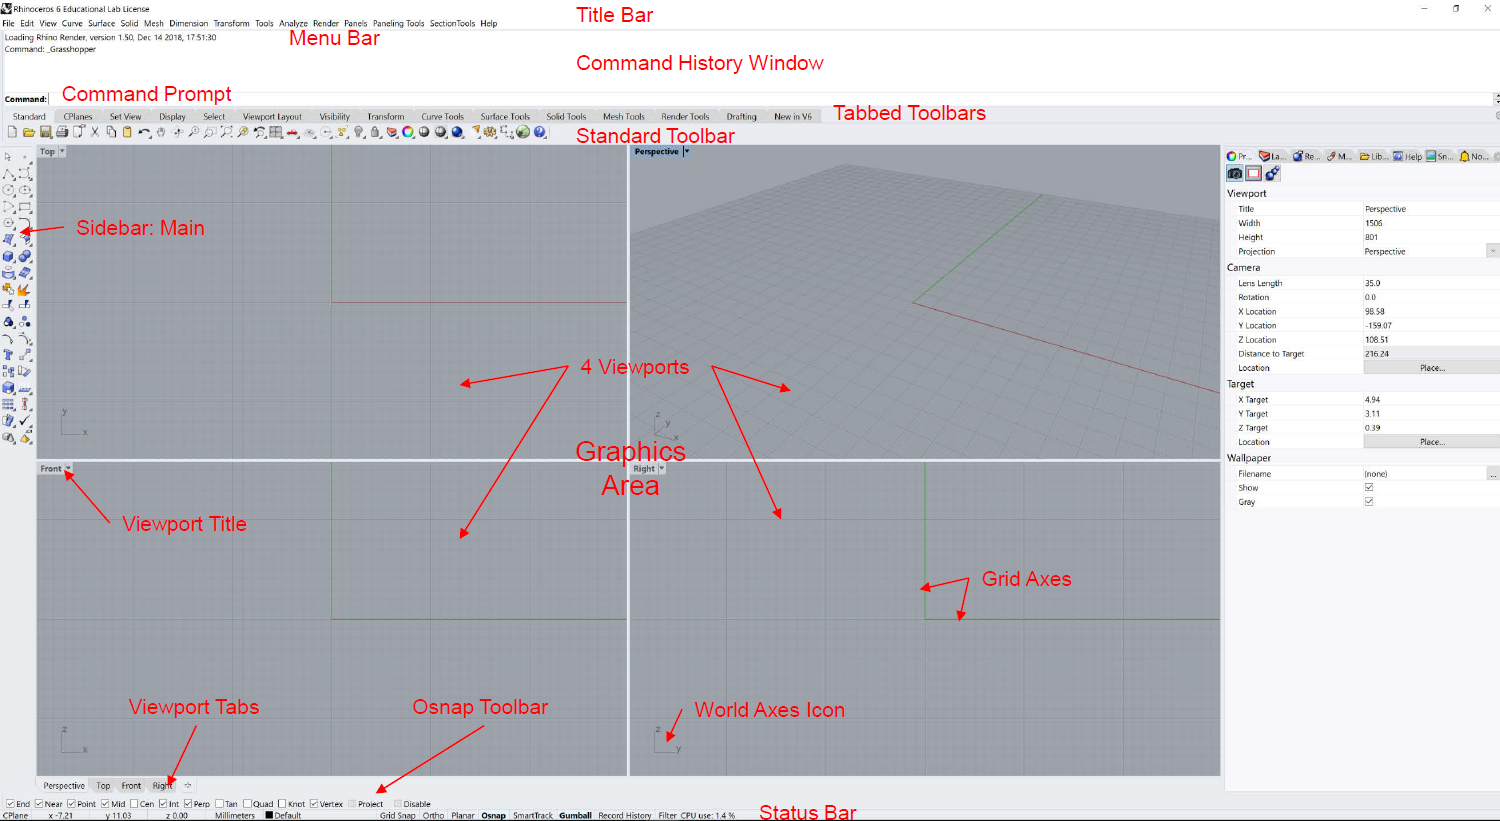 Rhinoceros 6 Educational Lab License
Title Bar
File Edit View Curve Surface Solid Mesh Dimension Transform Tools Analyze Render Panels Paneling Tools SectionTools Help
Loading Rhino Render, version 1.50, Dec 14 2018, 17:51:30
Menu Bar
Command: _Grasshopper
Command History Window
Command:
Command Prompt
Standard CPlanes Set View Display Select Viewport Layout Visibility Transform Curve Tools Surface Tools Solid Tools Mesh Tools Render Tools Drafting New in V6
Tabbed Toolbars
Standard Toolbar
Top
Perspective
Pr... La... Re... M... Lib... Help Sn... No...
Viewport
Title Perspective
Width 1506
Height 801
Projection Perspective
Camera
Lens Length 35.0
Rotation 0.0
X Location 98.58
Y Location -159.07
Z Location 108.51
Distance to Target 216.24
Location Place...
Target
X Target 4.94
Y Target 3.11
Z Target 0.39
Location Place...
Wallpaper
Filename (none) ...
Show
Gray
Sidebar: Main
4 Viewports
y
x
z
y
x
Graphics
Area
Front
Right
Viewport Title
Grid Axes
Viewport Tabs
Osnap Toolbar
World Axes Icon
z
x
z
y
Perspective Top Front Right
End Near Point Mid Cen Int Perp Tan Quad Knot Vertex Project Disable
Status Bar
CPlane x -7.21 y 11.03 z 0.00 Millimeters Default Grid Snap Ortho Planar Osnap SmartTrack Gumball Record History Filter CPU use: 1.4 %